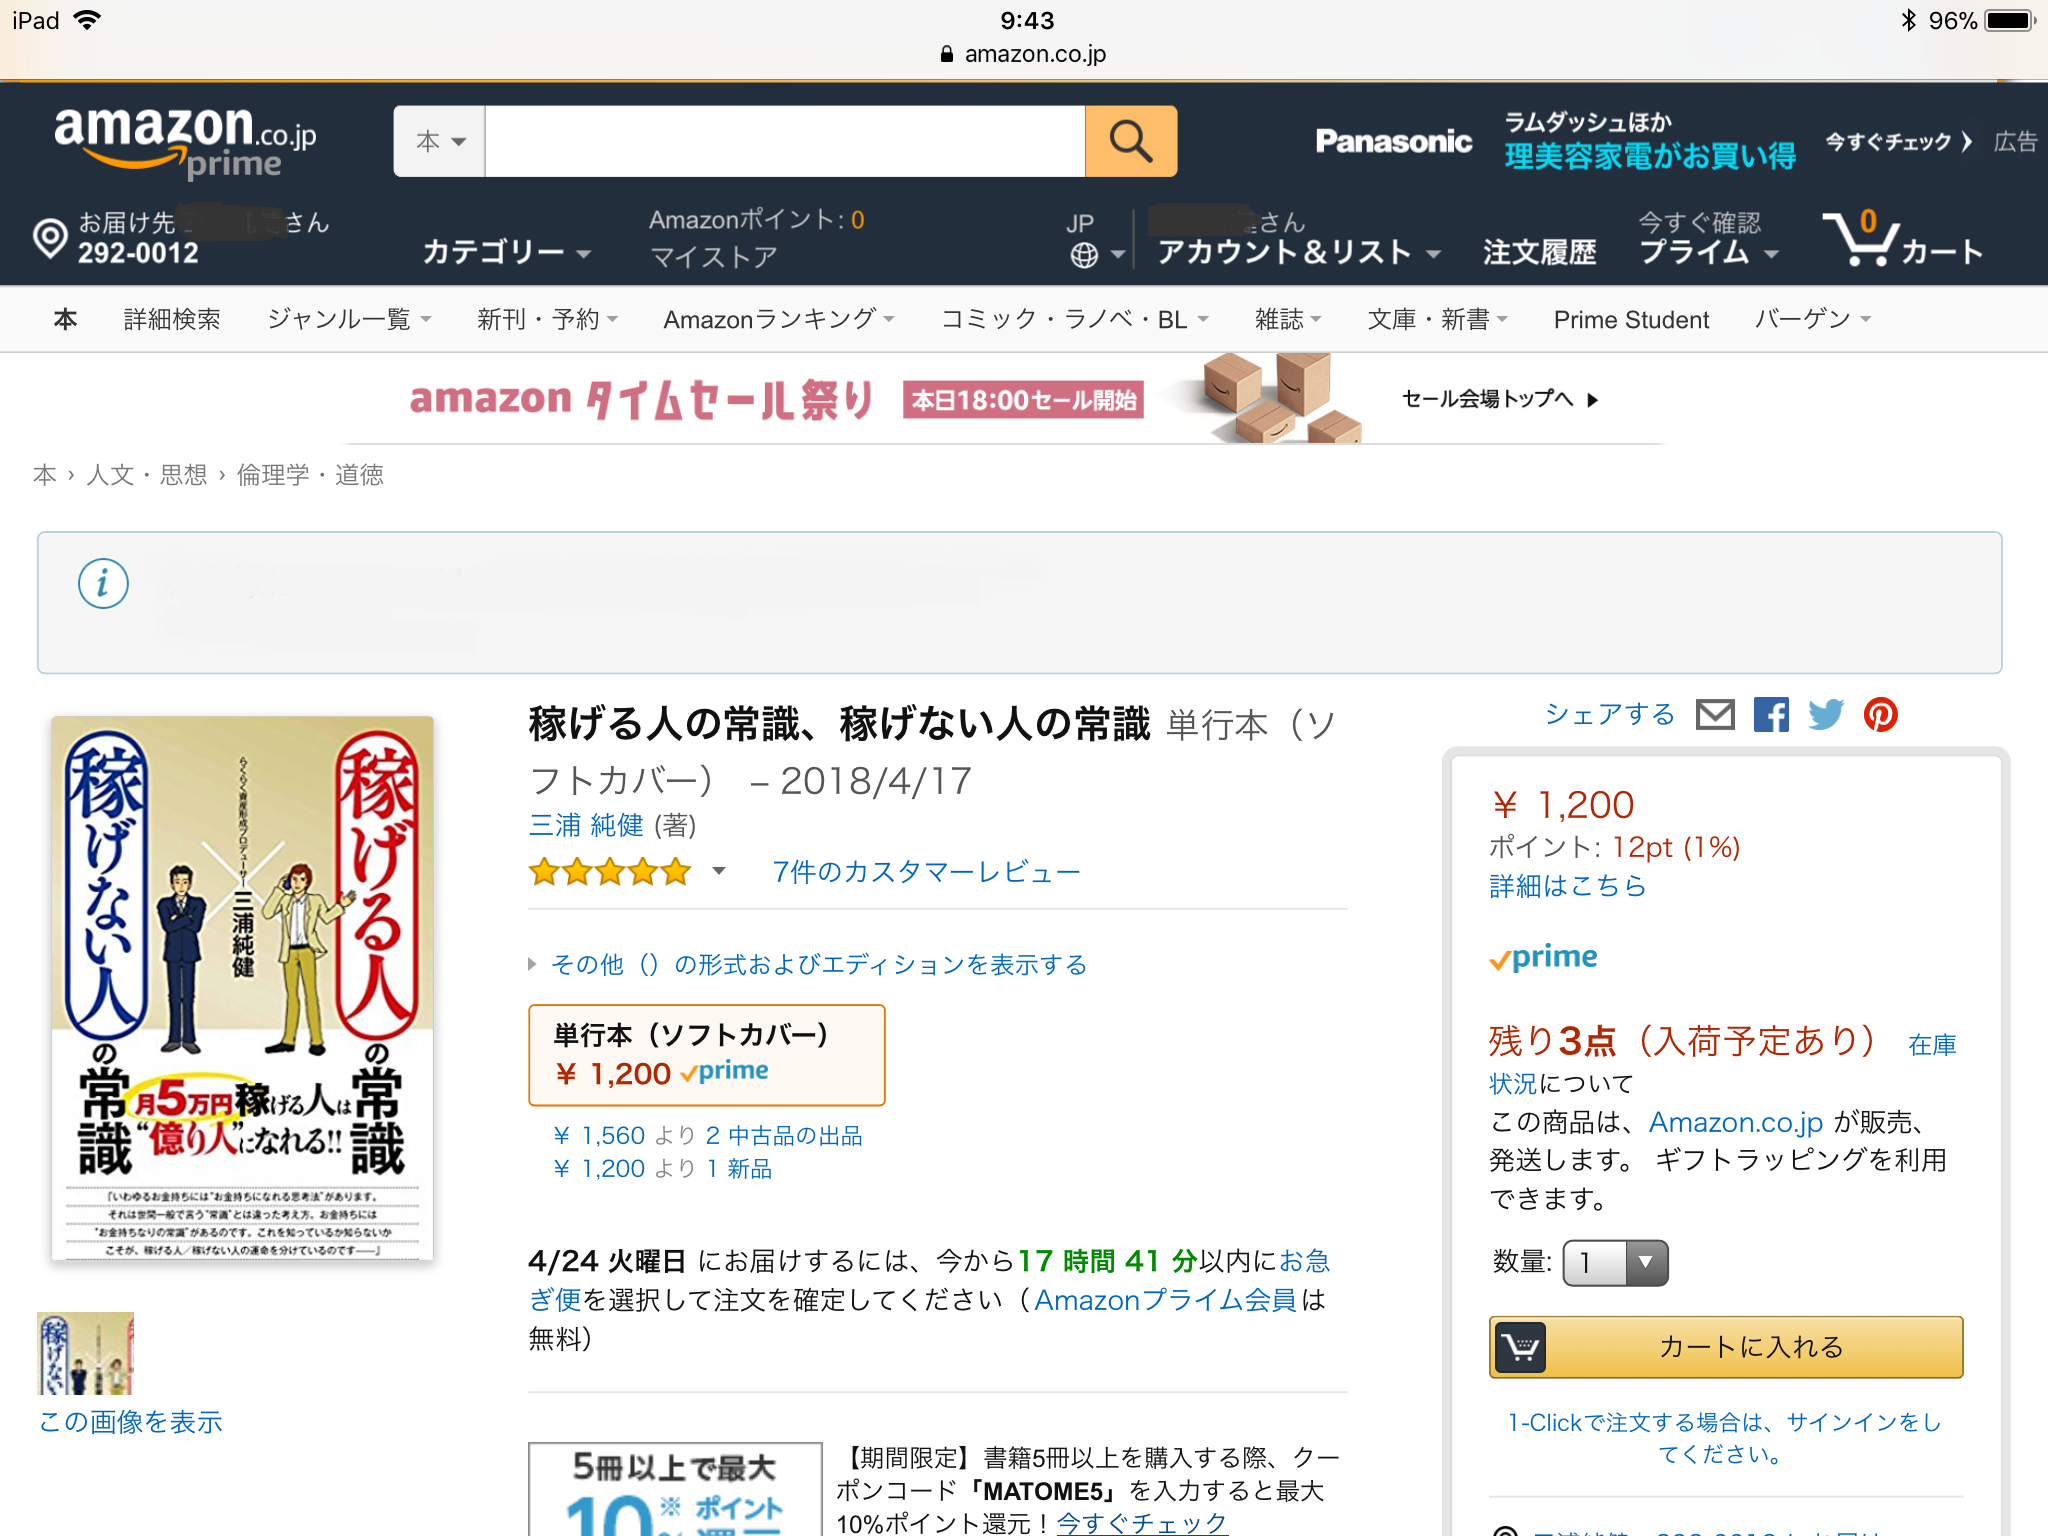 iPad
9:43
96%
amazon.co.jp
amazon.co.jp
prime
本
Panasonic
ラムダッシュほか
理美容家電がお買い得
今すぐチェック
広告
お届け先
さん
292-0012
カテゴリー
Amazonポイント: 0
マイストア
JP
さん
アカウント＆リスト
注文履歴
今すぐ確認
プライム
0
カート
本
詳細検索
ジャンル一覧
新刊・予約
Amazonランキング
コミック・ラノベ・BL
雑誌
文庫・新書
Prime Student
バーゲン
amazon タイムセール祭り
本日18:00セール開始
セール会場トップへ
本 › 人文・思想 › 倫理学・道徳
稼げる人の常識、稼げない人の常識 単行本（ソ
フトカバー） – 2018/4/17
三浦 純健 (著)
7件のカスタマーレビュー
その他（）の形式およびエディションを表示する
単行本（ソフトカバー）
￥ 1,200 prime
￥ 1,560 より 2 中古品の出品
￥ 1,200 より 1 新品
4/24 火曜日 にお届けするには、今から17 時間 41 分以内にお急
ぎ便を選択して注文を確定してください（Amazonプライム会員は
無料）
5冊以上で最大
10%※ ポイント
【期間限定】書籍5冊以上を購入する際、クー
ポンコード「MATOME5」を入力すると最大
10%ポイント還元！今すぐチェック
稼げる人の常識
らくらく資産形成プロデューサー 三浦純健
稼げない人の常識
月5万円稼げる人は
“億り人”になれる!!
「いわゆるお金持ちには“お金持ちになれる思考法”があります。
それは世間一般で言う“常識”とは違った考え方。お金持ちには
“お金持ちなりの常識”があるのです。これを知っているか知らないか
こそが、稼げる人／稼げない人の運命を分けているのです――」
稼げない
この画像を表示
シェアする
￥ 1,200
ポイント: 12pt (1%)
詳細はこちら
prime
残り3点（入荷予定あり） 在庫
状況について
この商品は、Amazon.co.jp が販売、
発送します。 ギフトラッピングを利用
できます。
数量: 1
カートに入れる
1-Clickで注文する場合は、サインインをし
てください。